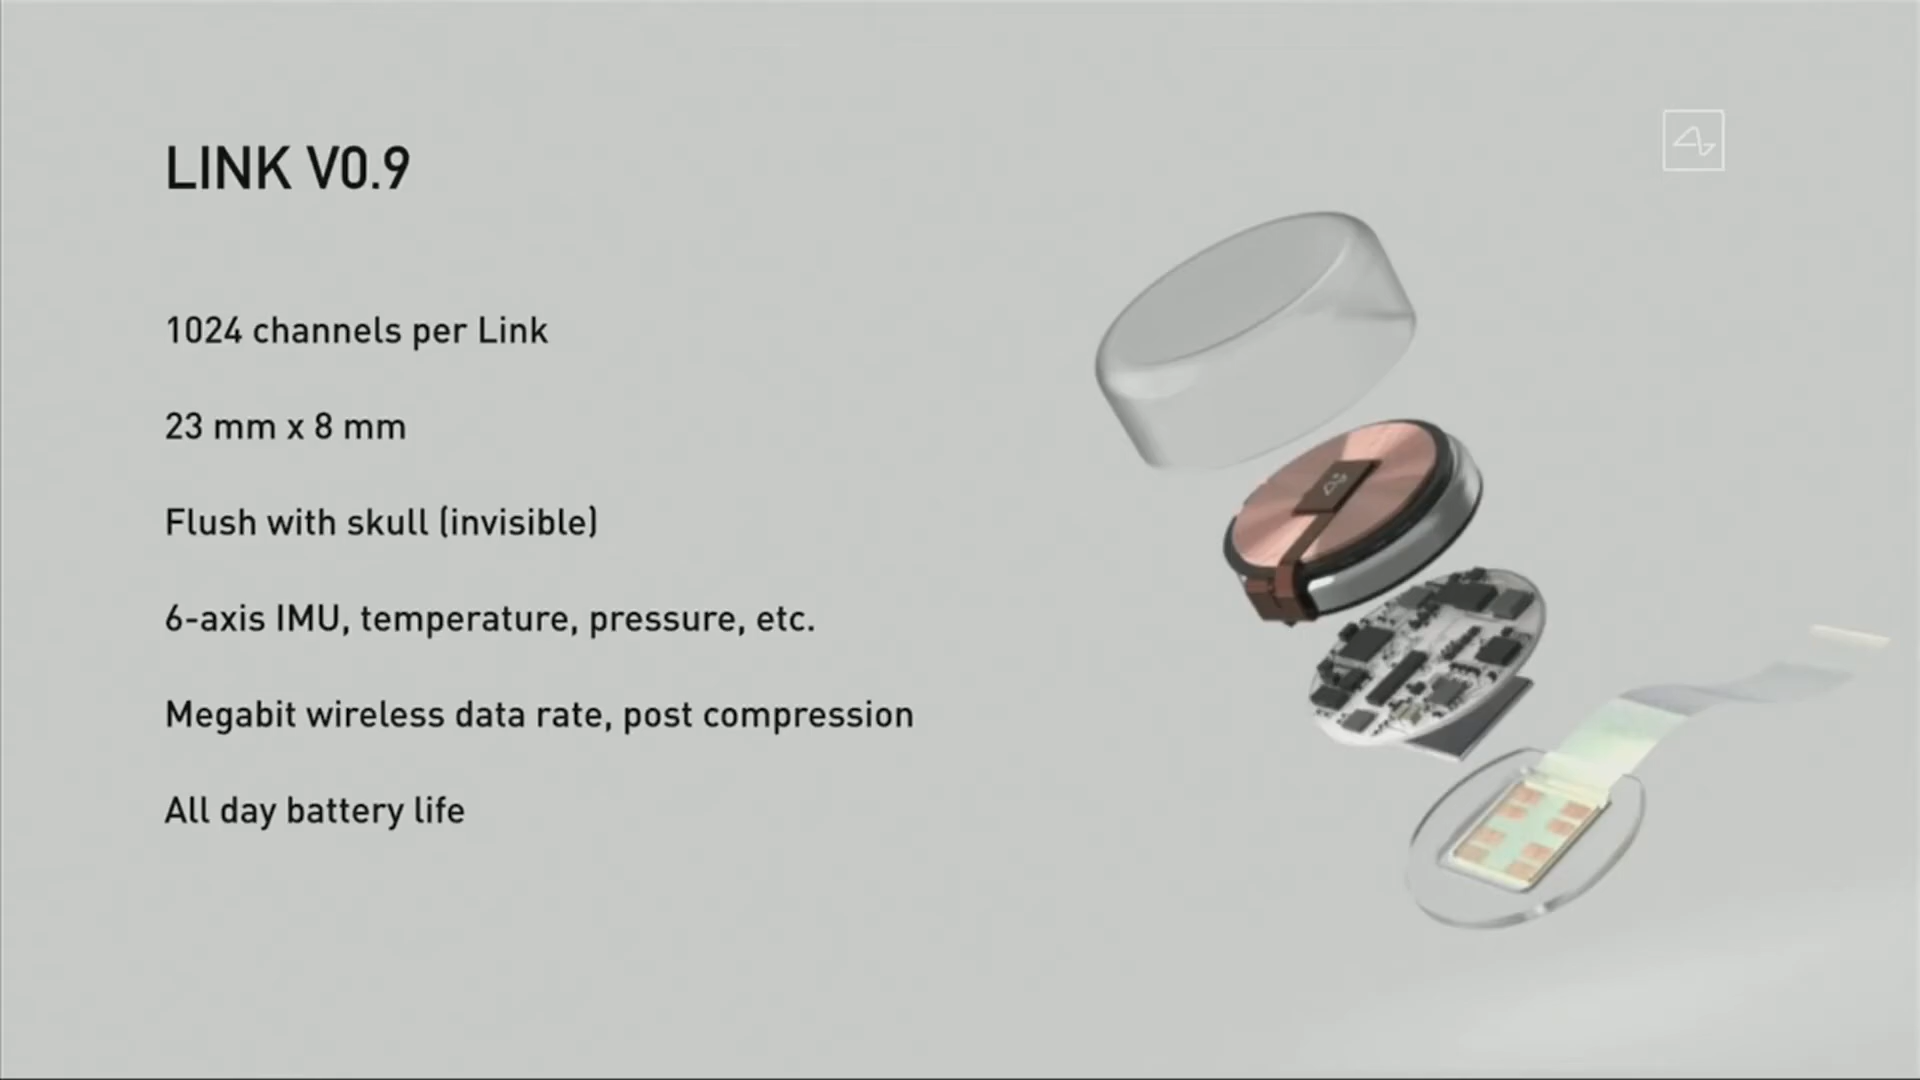 LINK V0.9
1024 channels per Link
23 mm x 8 mm
Flush with skull (invisible)
6-axis IMU, temperature, pressure, etc.
Megabit wireless data rate, post compression
All day battery life